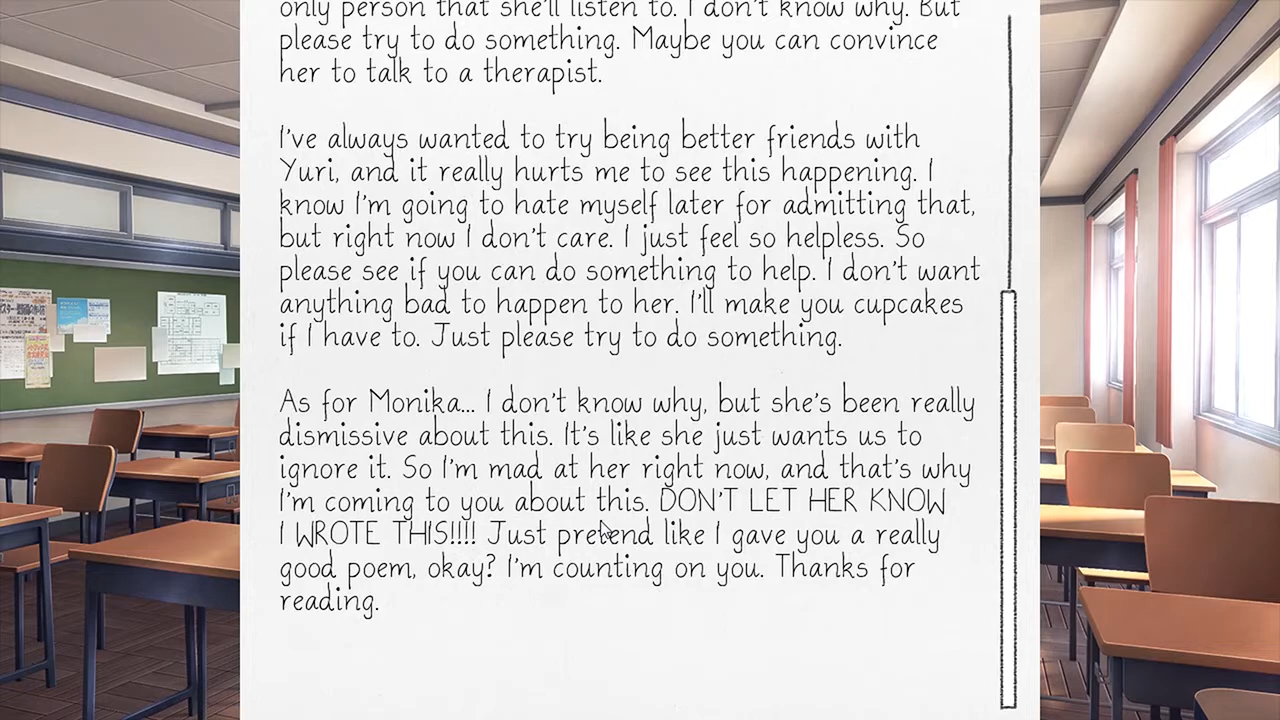 only person that she'll listen to. I don't know why. But
please try to do something. Maybe you can convince
her to talk to a therapist.
I've always wanted to try being better friends with
Yuri, and it really hurts me to see this happening. I
know I'm going to hate myself later for admitting that,
but right now I don't care. I just feel so helpless. So
please see if you can do something to help. I don't want
anything bad to happen to her. I'll make you cupcakes
if I have to. Just please try to do something.
As for Monika... I don't know why, but she's been really
dismissive about this. It's like she just wants us to
ignore it. So I'm mad at her right now, and that's why
I'm coming to you about this. DON'T LET HER KNOW
I WROTE THIS!!!! Just pretend like I gave you a really
good poem, okay? I'm counting on you. Thanks for
reading.